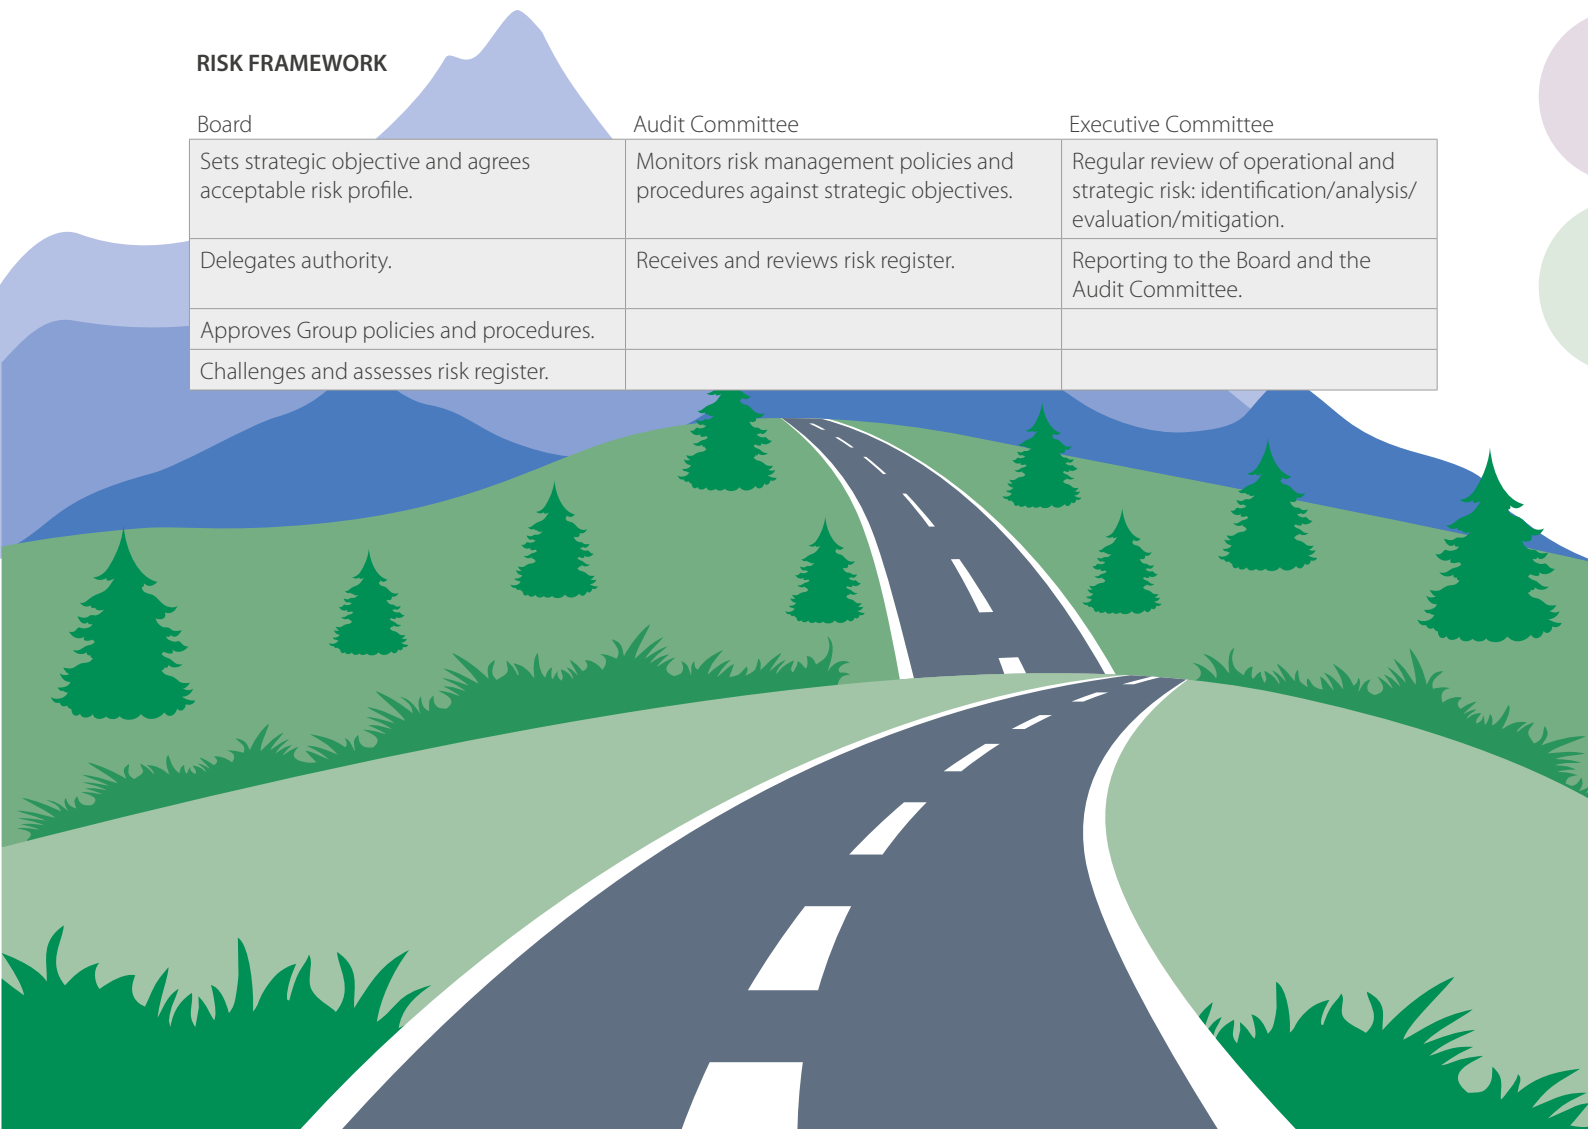 RISK FRAMEWORK
Board
Audit Committee
Executive Committee
Sets strategic objective and agrees
acceptable risk profile.
Monitors risk management policies and
procedures against strategic objectives.
Regular review of operational and
strategic risk: identification/analysis/
evaluation/mitigation.
Delegates authority.
Receives and reviews risk register.
Reporting to the Board and the
Audit Committee.
Approves Group policies and procedures.
Challenges and assesses risk register.